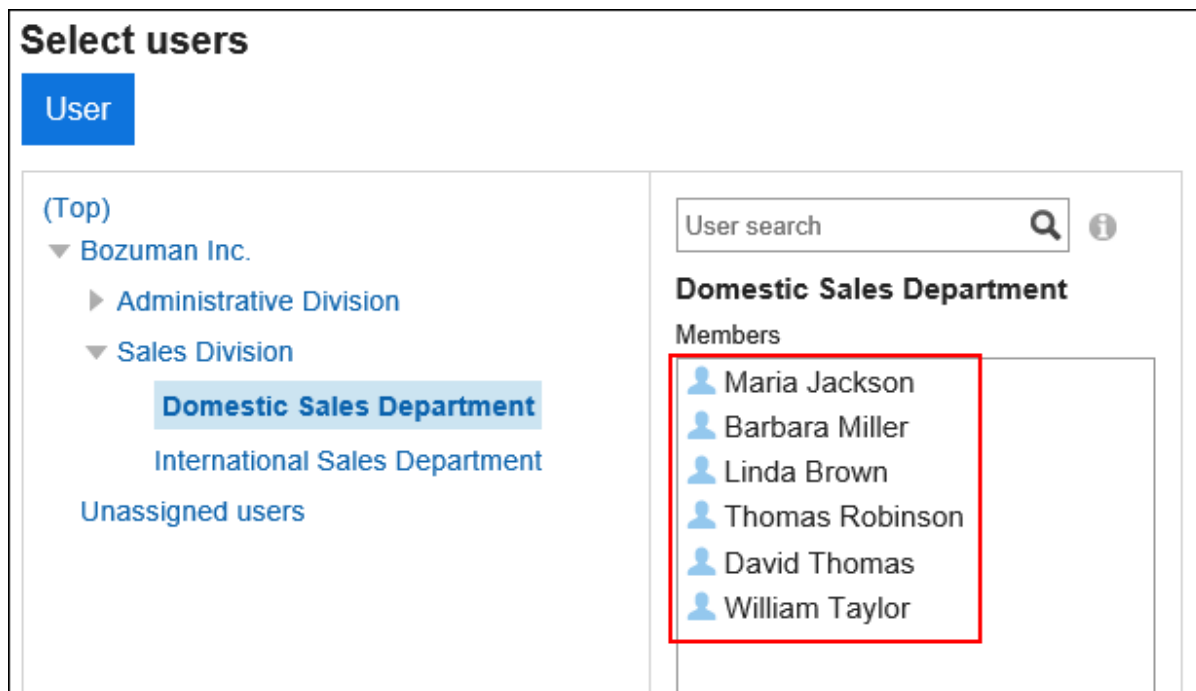 Select users
User
(Top)
Bozuman Inc.
Administrative Division
Sales Division
Domestic Sales Department
International Sales Department
Unassigned users
User search
Domestic Sales Department
Members
Maria Jackson
Barbara Miller
Linda Brown
Thomas Robinson
David Thomas
William Taylor